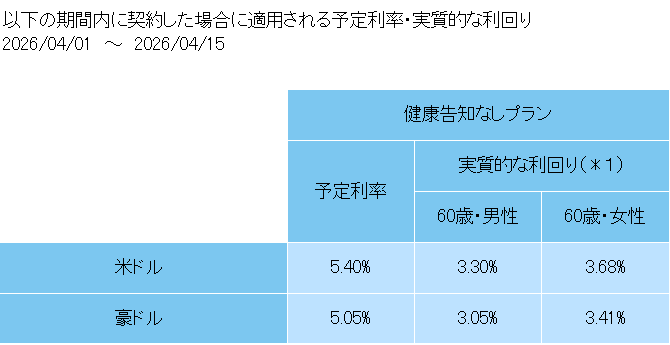 以下の期間内に契約した場合に適用される予定利率・実質的な利回り
2026/04/01 ～ 2026/04/15
健康告知なしプラン
予定利率
実質的な利回り(＊1)
60歳・男性 60歳・女性
米ドル 5.40% 3.30% 3.68%
豪ドル 5.05% 3.05% 3.41%